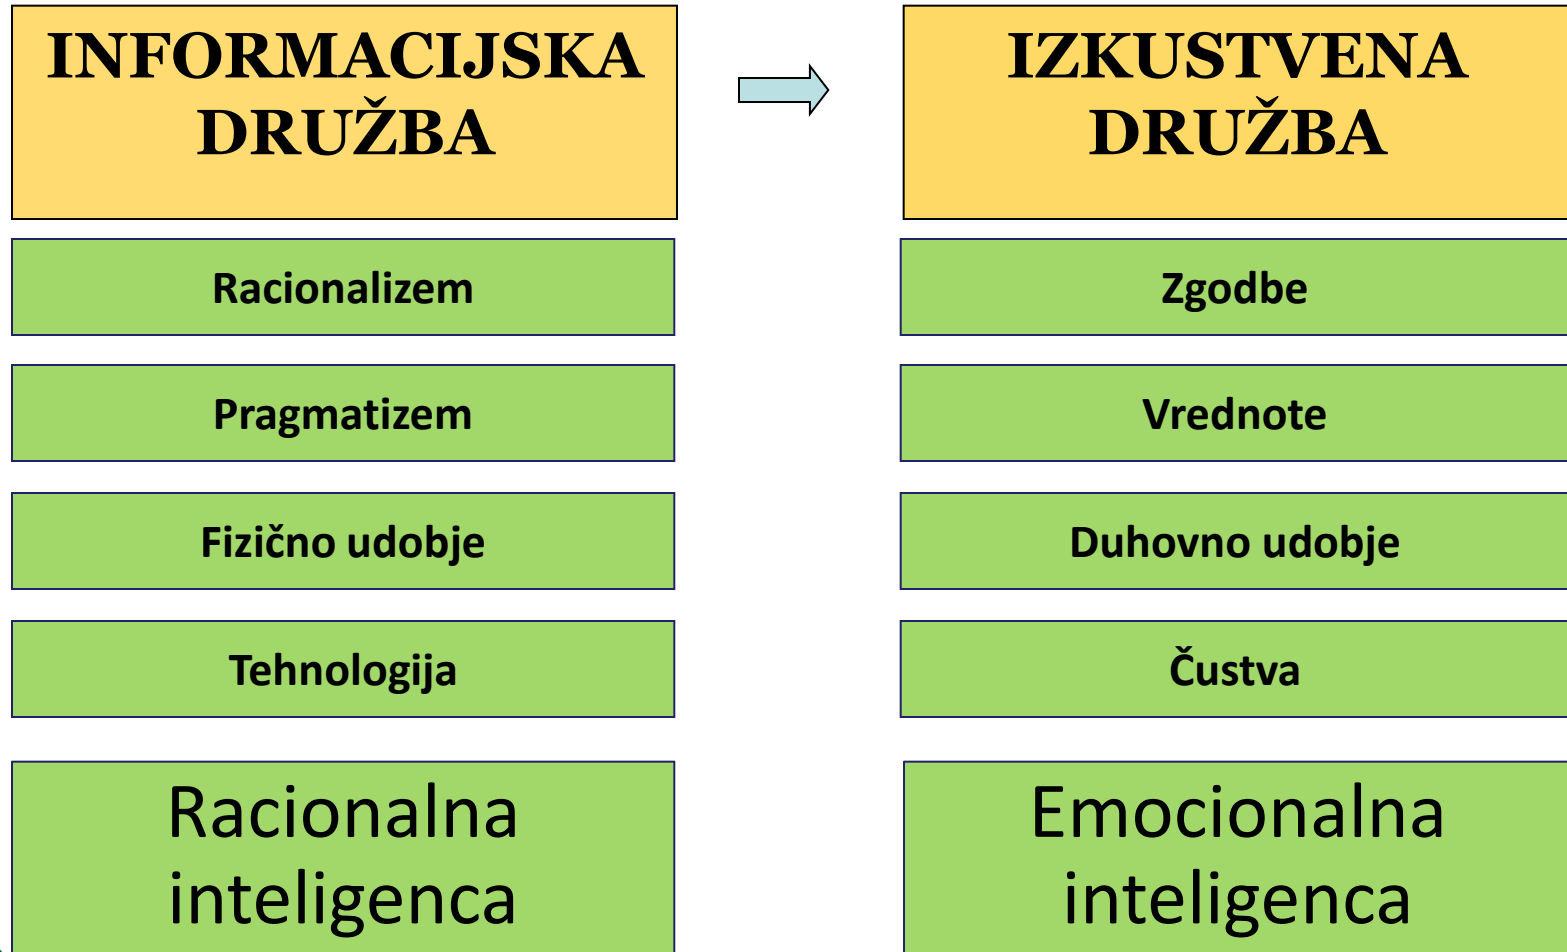 INFORMACIJSKA
DRUŽBA
IZKUSTVENA
DRUŽBA
Racionalizem
Zgodbe
Pragmatizem
Vrednote
Fizično udobje
Duhovno udobje
Tehnologija
Čustva
Racionalna
inteligenca
Emocionalna
inteligenca